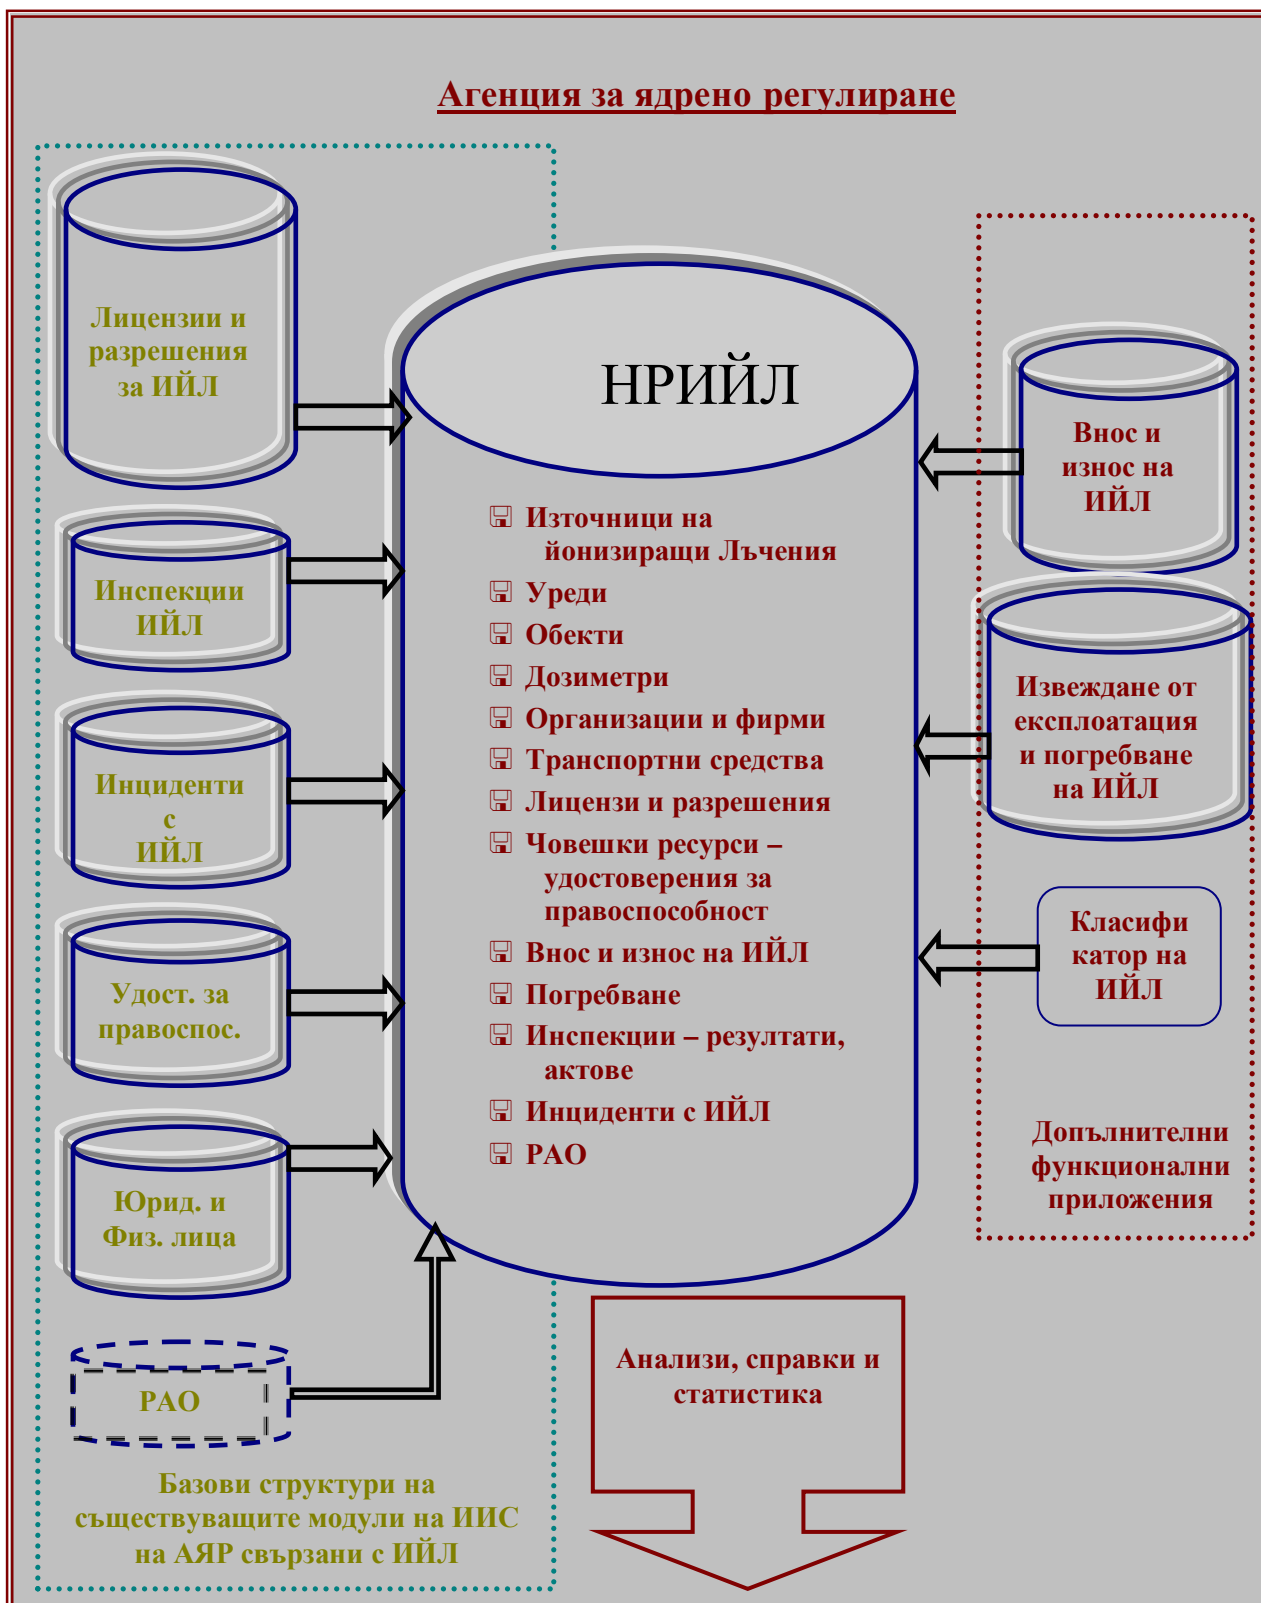 Агенция за ядрено регулиране
Лицензии и
разрешения
за ИЙЛ
Инспекции
ИЙЛ
Инциденти
с
ИЙЛ
Удост. за
правоспос.
Юрид. и
Физ. лица
РАО
Базови структури на
съществуващите модули на ИИС
на АЯР свързани с ИЙЛ
НРИЙЛ
Източници на
йонизиращи Лъчения
Уреди
Обекти
Дозиметри
Организации и фирми
Транспортни средства
Лицензи и разрешения
Човешки ресурси –
удостоверения за
правоспособност
Внос и износ на ИЙЛ
Погребване
Инспекции – резултати,
актове
Инциденти с ИЙЛ
РАО
Анализи, справки и
статистика
Внос и
износ на
ИЙЛ
Извеждане от
експлоатация
и погребване
на ИЙЛ
Класифи
катор на
ИЙЛ
Допълнителни
функционални
приложения